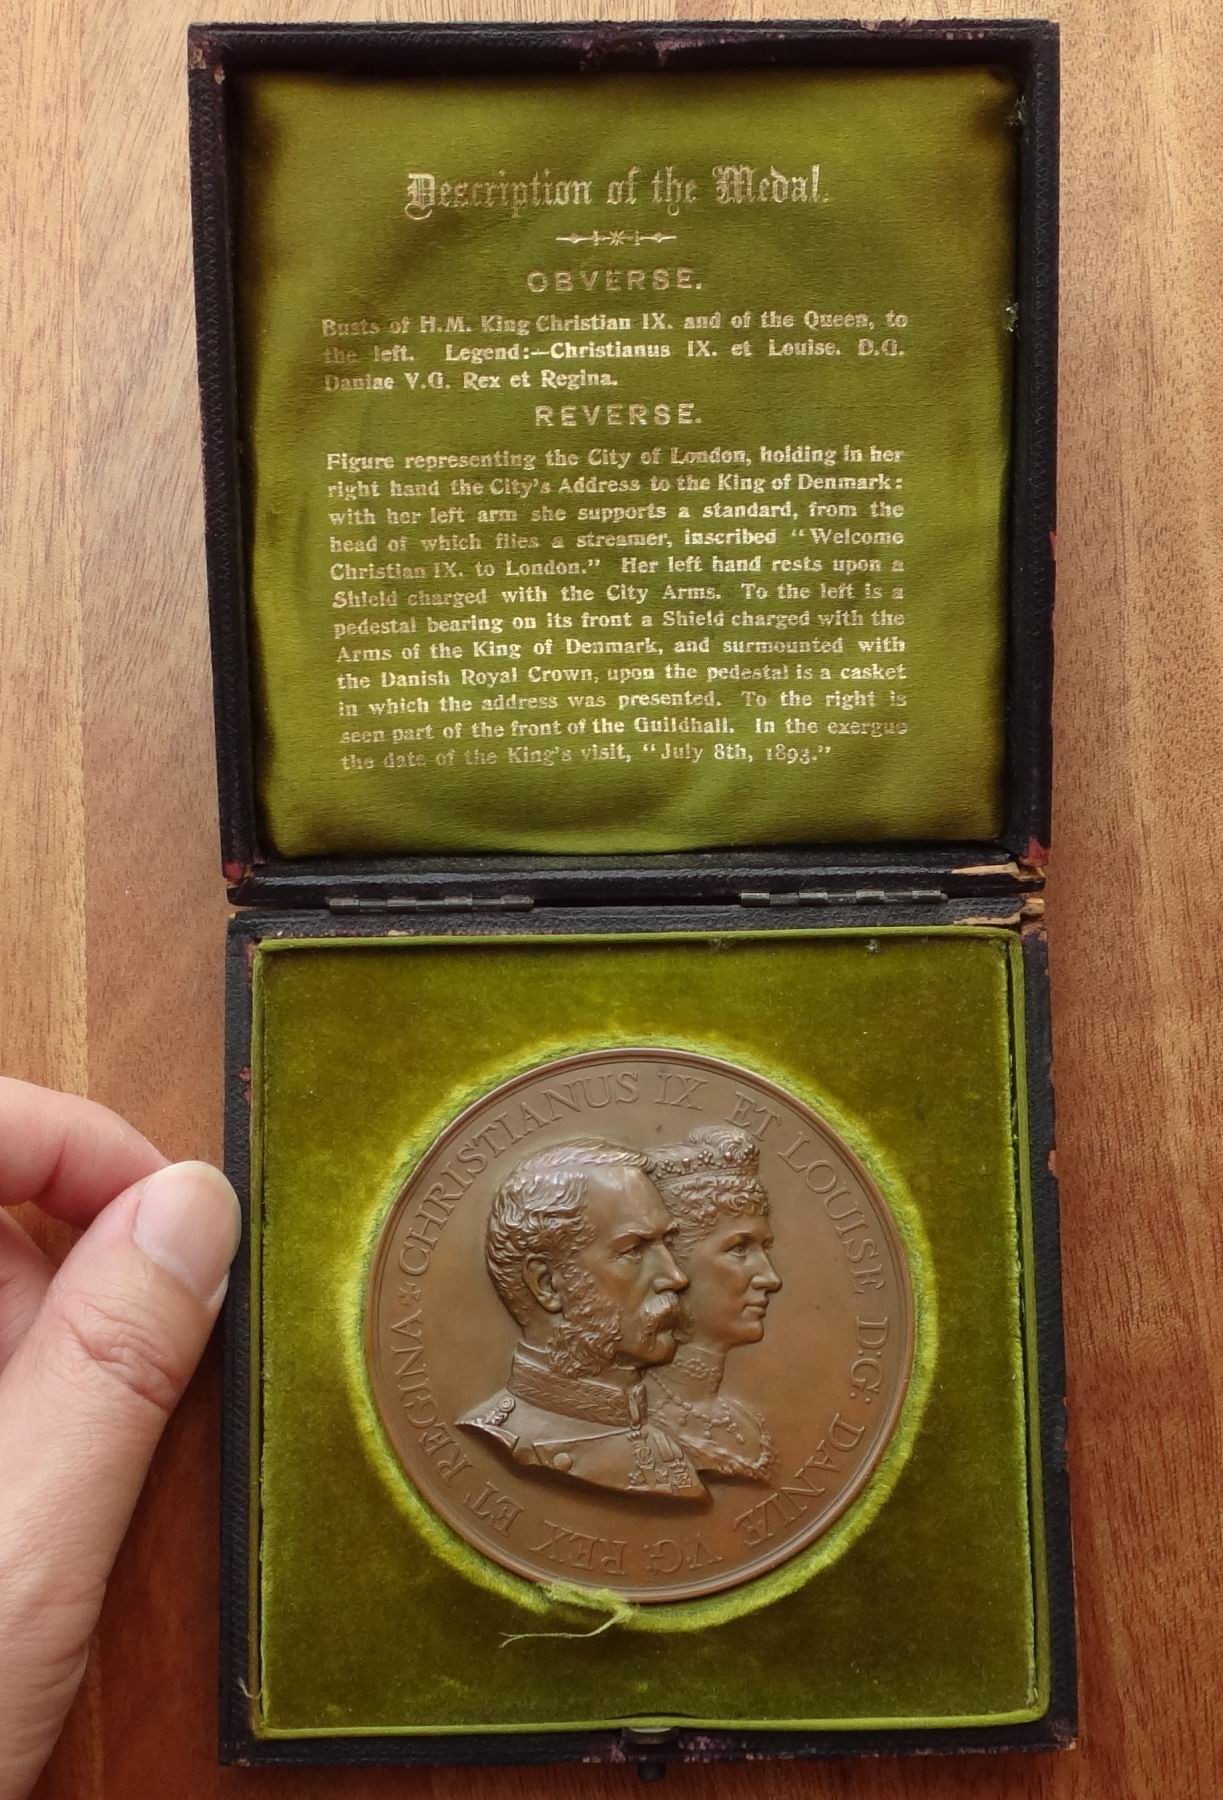 Description of the Medal.
OBVERSE.
Busts of H.M. King Christian IX. and of the Queen, to
the left. Legend:—Christianus IX. et Louise. D.G.
Daniae V.G. Rex et Regina.
REVERSE.
Figure representing the City of London, holding in her
right hand the City's Address to the King of Denmark:
with her left arm she supports a standard, from the
head of which flies a streamer, inscribed "Welcome
Christian IX. to London." Her left hand rests upon a
Shield charged with the City Arms. To the left is a
pedestal bearing on its front a Shield charged with the
Arms of the King of Denmark, and surmounted with
the Danish Royal Crown, upon the pedestal is a casket
in which the address was presented. To the right is
seen part of the front of the Guildhall. In the exergue
the date of the King's visit, "July 8th, 1893."
CHRISTIANUS IX ET LOUISE D:G: DANIÆ V:G: REX ET REGINA